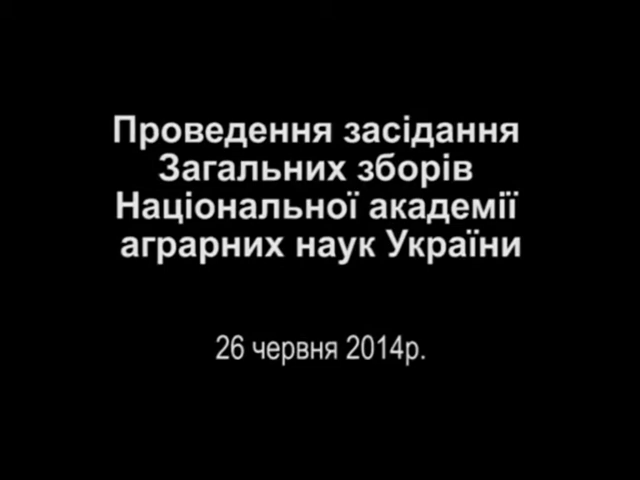 Проведення засідання
Загальних зборів
Національної академії
аграрних наук України
26 червня 2014р.